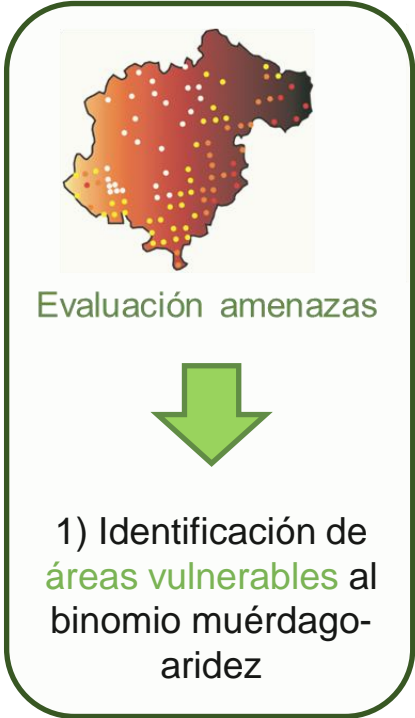 Evaluación amenazas
1) Identificación de
áreas vulnerables al
binomio muérdago-
aridez